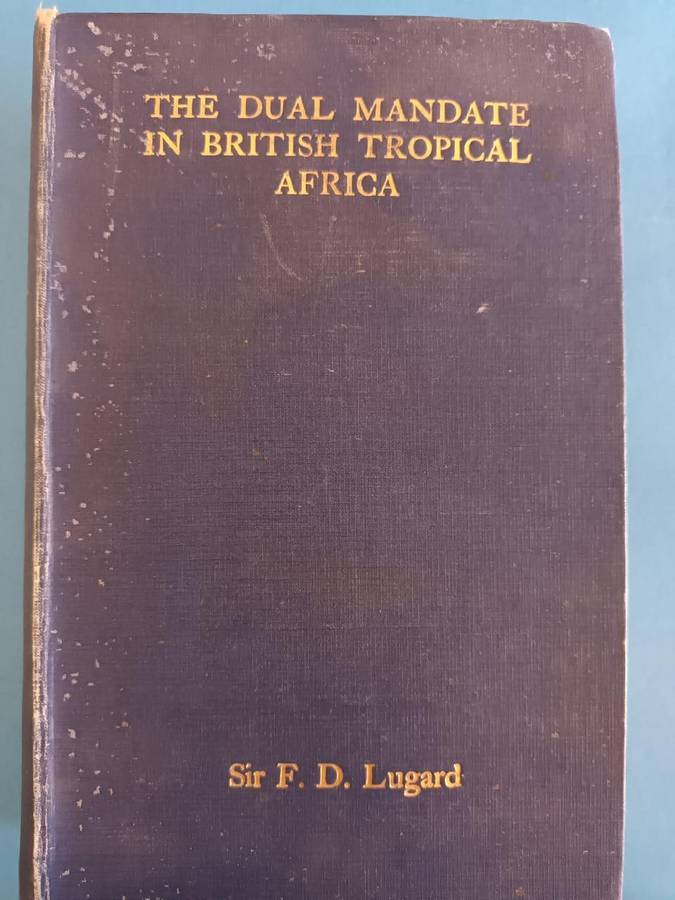 THE DUAL MANDATE
IN BRITISH TROPICAL
AFRICA
Sir F. D. Lugard